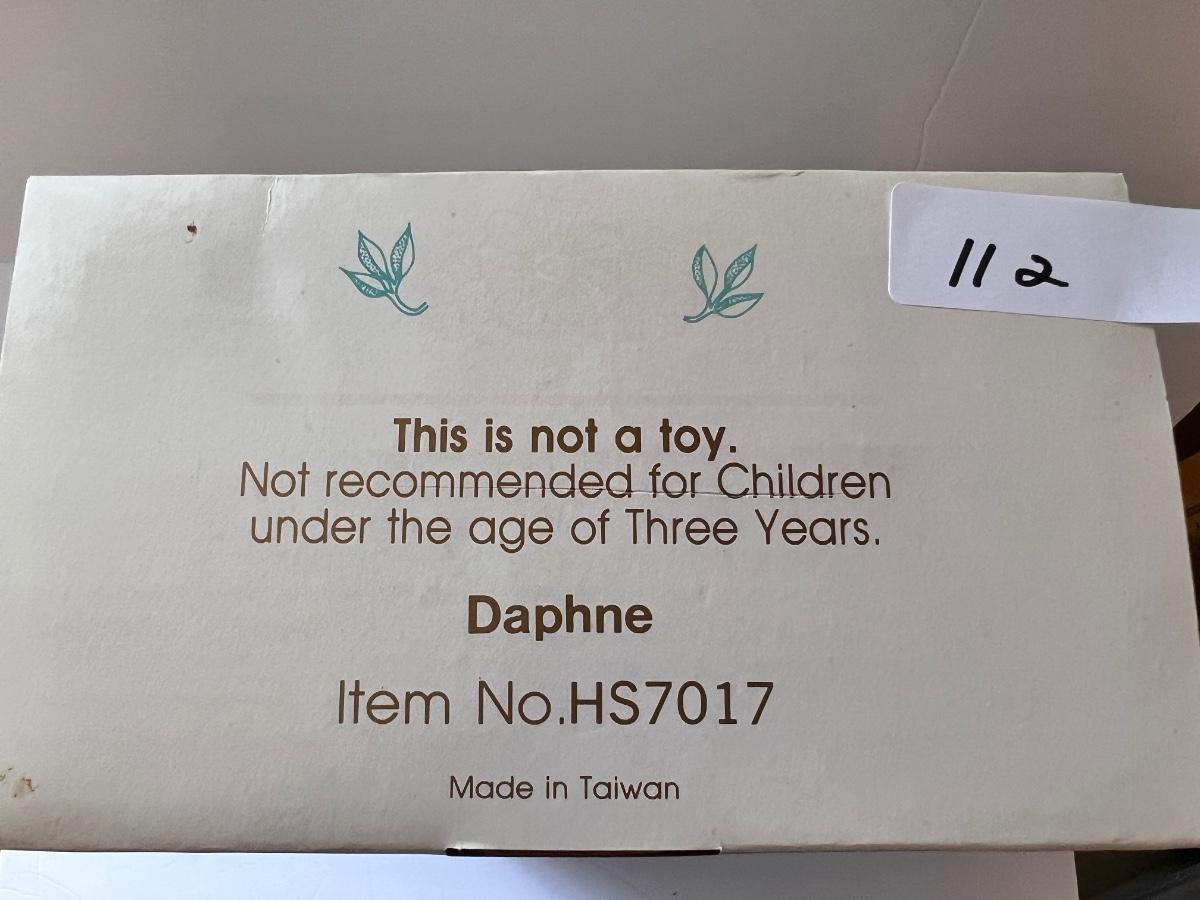 112
This is not a toy.
Not recommended for Children
under the age of Three Years.
Daphne
Item No.HS7017
Made in Taiwan